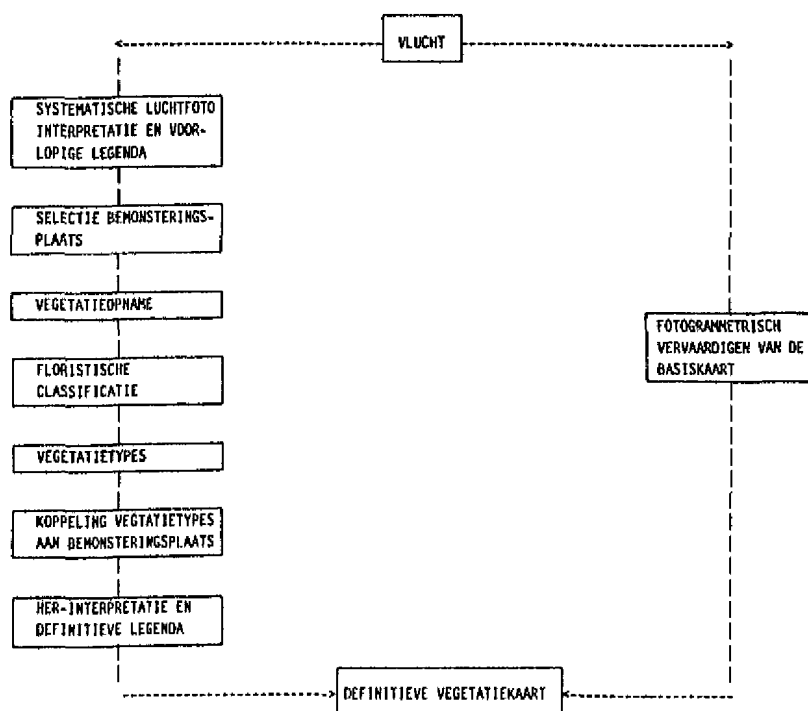 VLUCHT
SYSTEMATISCHE LUCHTFOTO
INTERPRETATIE EN VOOR-
LOPIGE LEGENDA
SELECTIE BEMONSTERINGS-
PLAATS
VEGETATIEOPNAME
FLORISTISCHE
CLASSIFICATIE
VEGETATIETYPES
KOPPELING VEGTATIETYPES
AAN BEMONSTERINGSPLAATS
HER-INTERPRETATIE EN
DEFINITIEVE LEGENDA
FOTOGRAMMETRISCH
VERVAARDIGEN VAN DE
BASISKAART
DEFINITIEVE VEGETATIEKAART